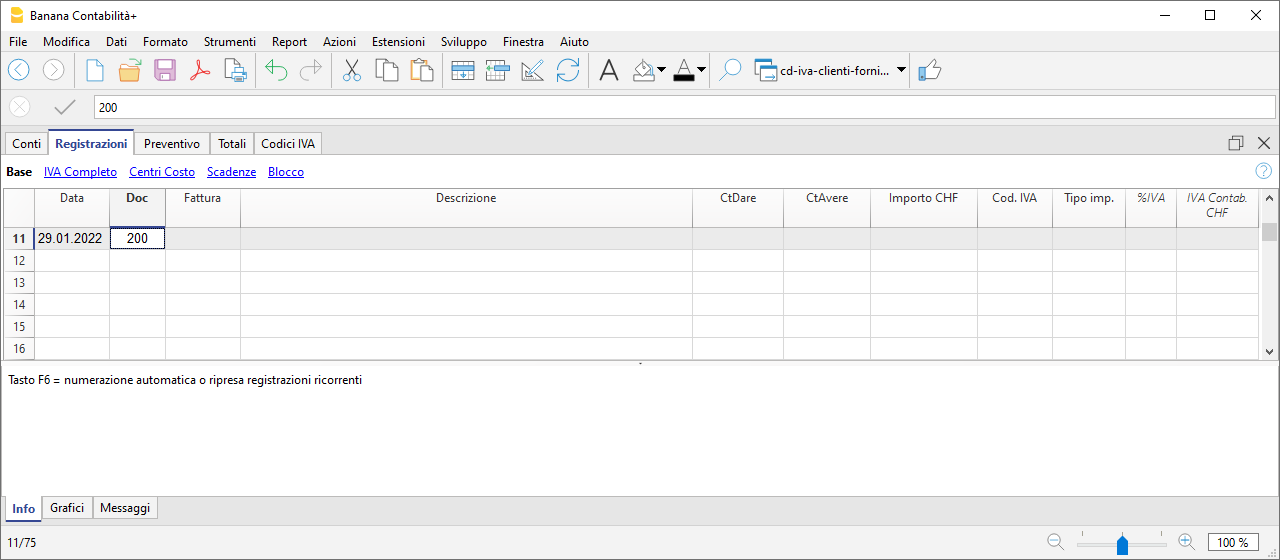 Banana Contabilità+
File Modifica Dati Formato Strumenti Report Azioni Estensioni Sviluppo Finestra Aiuto
cd-iva-clienti-forni...
200
Conti Registrazioni Preventivo Totali Codici IVA
Base IVA Completo Centri Costo Scadenze Blocco
Data Doc Fattura Descrizione CtDare CtAvere Importo CHF Cod. IVA Tipo imp. %IVA IVA Contab.
CHF
11 29.01.2022 200
12
13
14
15
16
Tasto F6 = numerazione automatica o ripresa registrazioni ricorrenti
Info Grafici Messaggi
11/75 100 %